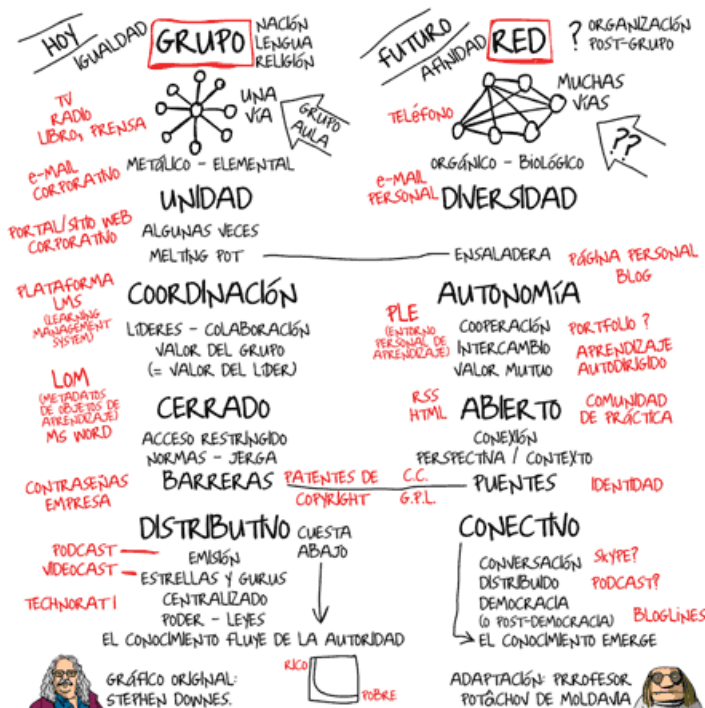 HOY
IGUALDAD
GRUPO
NACIÓN
LENGUA
RELIGIÓN
TV
RADIO
LIBRO, PRENSA
UNA
VÍA
GRUPO
AULA
METÁLICO - ELEMENTAL
e-MAIL
CORPORATIVO
UNIDAD
PORTAL/SITIO WEB
CORPORATIVO
ALGUNAS VECES
MELTING POT
PLATAFORMA
LMS
(LEARNING
MANAGEMENT
SYSTEM)
COORDINACIÓN
LÍDERES - COLABORACIÓN
VALOR DEL GRUPO
(= VALOR DEL LIDER)
LOM
(METADATOS
DE OBJETOS DE
APRENDIZAJE)
MS WORD
CERRADO
ACCESO RESTRINGIDO
NORMAS - JERGA
BARRERAS
PATENTES DE
COPYRIGHT
CONTRASEÑAS
EMPRESA
DISTRIBUTIVO
CUESTA
ABAJO
PODCAST
VIDEOCAST
EMISIÓN
ESTRELLAS Y GURUS
TECHNORATI
CENTRALIZADO
PODER - LEYES
EL CONOCIMIENTO FLUYE DE LA AUTORIDAD
RICO
POBRE
GRÁFICO ORIGINAL:
STEPHEN DOWNES.
FUTURO
AFINIDAD
RED
? ORGANIZACIÓN
POST-GRUPO
TELÉFONO
MUCHAS
VÍAS
??
ORGÁNICO - BIOLÓGICO
e-MAIL
PERSONAL
DIVERSIDAD
ENSALADERA
PÁGINA PERSONAL
BLOG
AUTONOMÍA
PLE
(ENTORNO
PERSONAL DE
APRENDIZAJE)
COOPERACIÓN
INTERCAMBIO
VALOR MUTUO
PORTFOLIO ?
APRENDIZAJE
AUTODIRIGIDO
RSS
HTML
ABIERTO
COMUNIDAD
DE PRÁCTICA
CONEXIÓN
PERSPECTIVA / CONTEXTO
C.C.
G.P.L.
PUENTES
IDENTIDAD
CONECTIVO
CONVERSACIÓN
SKYPE?
DISTRIBUIDO
PODCAST?
DEMOCRACIA
(O POST-DEMOCRACIA)
BLOGLINES
EL CONOCIMIENTO EMERGE
ADAPTACIÓN: PRROFESOR
POTÂCHOV DE MOLDAVIA